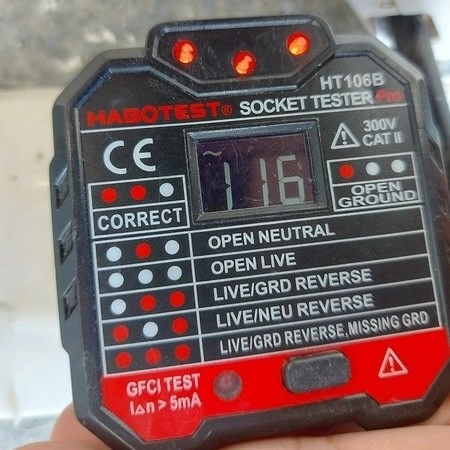 HT106B
HABOTEST® SOCKET TESTER Pro
CE
~116
300V
CAT II
CORRECT
OPEN
GROUND
OPEN NEUTRAL
OPEN LIVE
LIVE/GRD REVERSE
LIVE/NEU REVERSE
LIVE/GRD REVERSE,MISSING GRD
GFCI TEST
I△n > 5mA